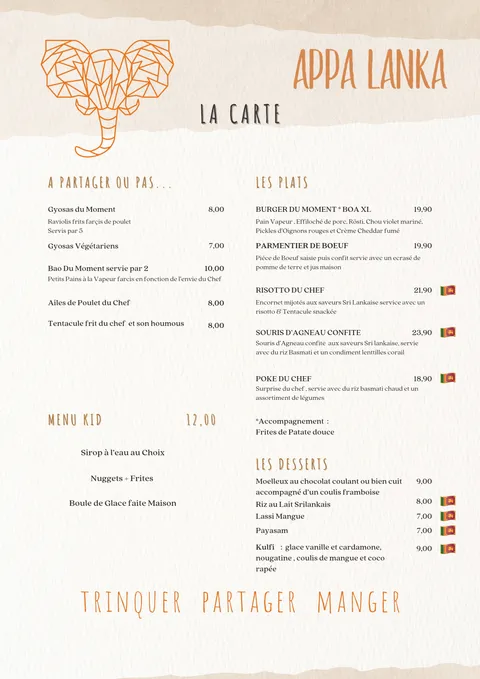 APPA LANKA
LA CARTE
A PARTAGER OU PAS...
Gyosas du Moment 8,00
Raviolis frits farçis de poulet
Servis par 5
Gyosas Végétariens 7,00
Bao Du Moment servie par 2 10,00
Petits Pains à la Vapeur farcis en fonction de l'envie du Chef
Ailes de Poulet du Chef 8,00
Tentacule frit du chef et son houmous 8,00
MENU KID 12,00
Sirop à l'eau au Choix
Nuggets + Frites
Boule de Glace faite Maison
LES PLATS
BURGER DU MOMENT * BOA XL 19,90
Pain Vapeur , Effiloché de porc, Rösti, Chou violet mariné,
Pickles d'Oignons rouges et Crème Cheddar fumé
PARMENTIER DE BOEUF 19,90
Pièce de Boeuf saisie puis confit servie avec un ecrasé de
pomme de terre et jus maison
RISOTTO DU CHEF 21,90
Encornet mijotés aux saveurs Sri Lankaise service avec un
risotto & Tentacule snackée
SOURIS D'AGNEAU CONFITE 23,90
Souris d'Agneau confite aux saveurs Sri lankaise, servie
avec du riz Basmati et un condiment lenttilles corail
POKE DU CHEF 18,90
Surprise du chef , servie avec du riz basmati chaud et un
assortiment de légumes
*Accompagnement :
Frites de Patate douce
LES DESSERTS
Moelleux au chocolat coulant ou bien cuit 9,00
accompagné d'un coulis framboise
Riz au Lait Srilankais 8,00
Lassi Mangue 7,00
Payasam 7,00
Kulfi : glace vanille et cardamone, 9,00
nougatine , coulis de mangue et coco
rapée
TRINQUER PARTAGER MANGER